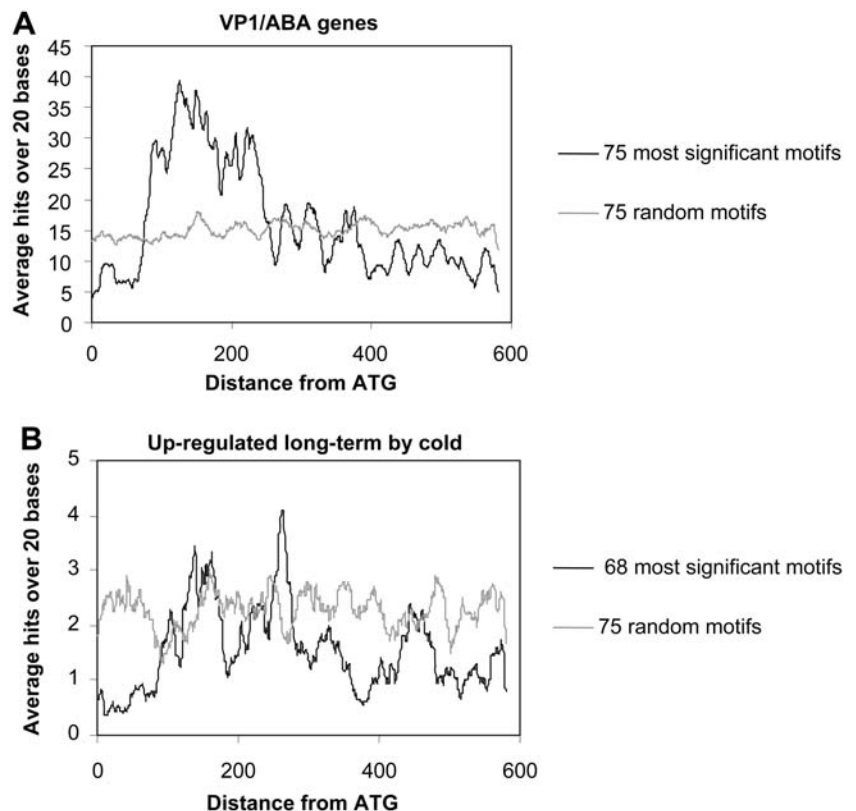 A
VP1/ABA genes
Average hits over 20 bases
45
40
35
30
25
20
15
10
5
0
0 200 400 600
Distance from ATG
75 most significant motifs
75 random motifs
B
Up-regulated long-term by cold
Average hits over 20 bases
5
4
3
2
1
0
0 200 400 600
Distance from ATG
68 most significant motifs
75 random motifs